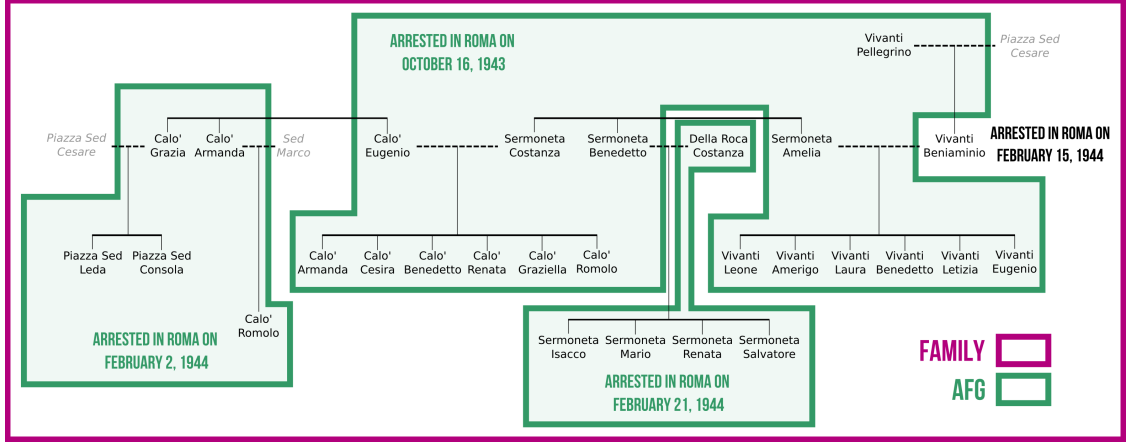 ARRESTED IN ROMA ON
OCTOBER 16, 1943
Vivanti
Pellegrino
Piazza Sed
Cesare
Piazza Sed
Cesare
Calo'
Grazia
Calo'
Armanda
Sed
Marco
Calo'
Eugenio
Sermoneta
Costanza
Sermoneta
Benedetto
Della Roca
Costanza
Sermoneta
Amelia
Vivanti
Beniaminio
ARRESTED IN ROMA ON
FEBRUARY 15, 1944
Piazza Sed
Leda
Piazza Sed
Consola
Calo'
Armanda
Calo'
Cesira
Calo'
Benedetto
Calo'
Renata
Calo'
Graziella
Calo'
Romolo
Vivanti
Leone
Vivanti
Amerigo
Vivanti
Laura
Vivanti
Benedetto
Vivanti
Letizia
Vivanti
Eugenio
Calo'
Romolo
ARRESTED IN ROMA ON
FEBRUARY 2, 1944
Sermoneta
Isacco
Sermoneta
Mario
Sermoneta
Renata
Sermoneta
Salvatore
ARRESTED IN ROMA ON
FEBRUARY 21, 1944
FAMILY
AFG